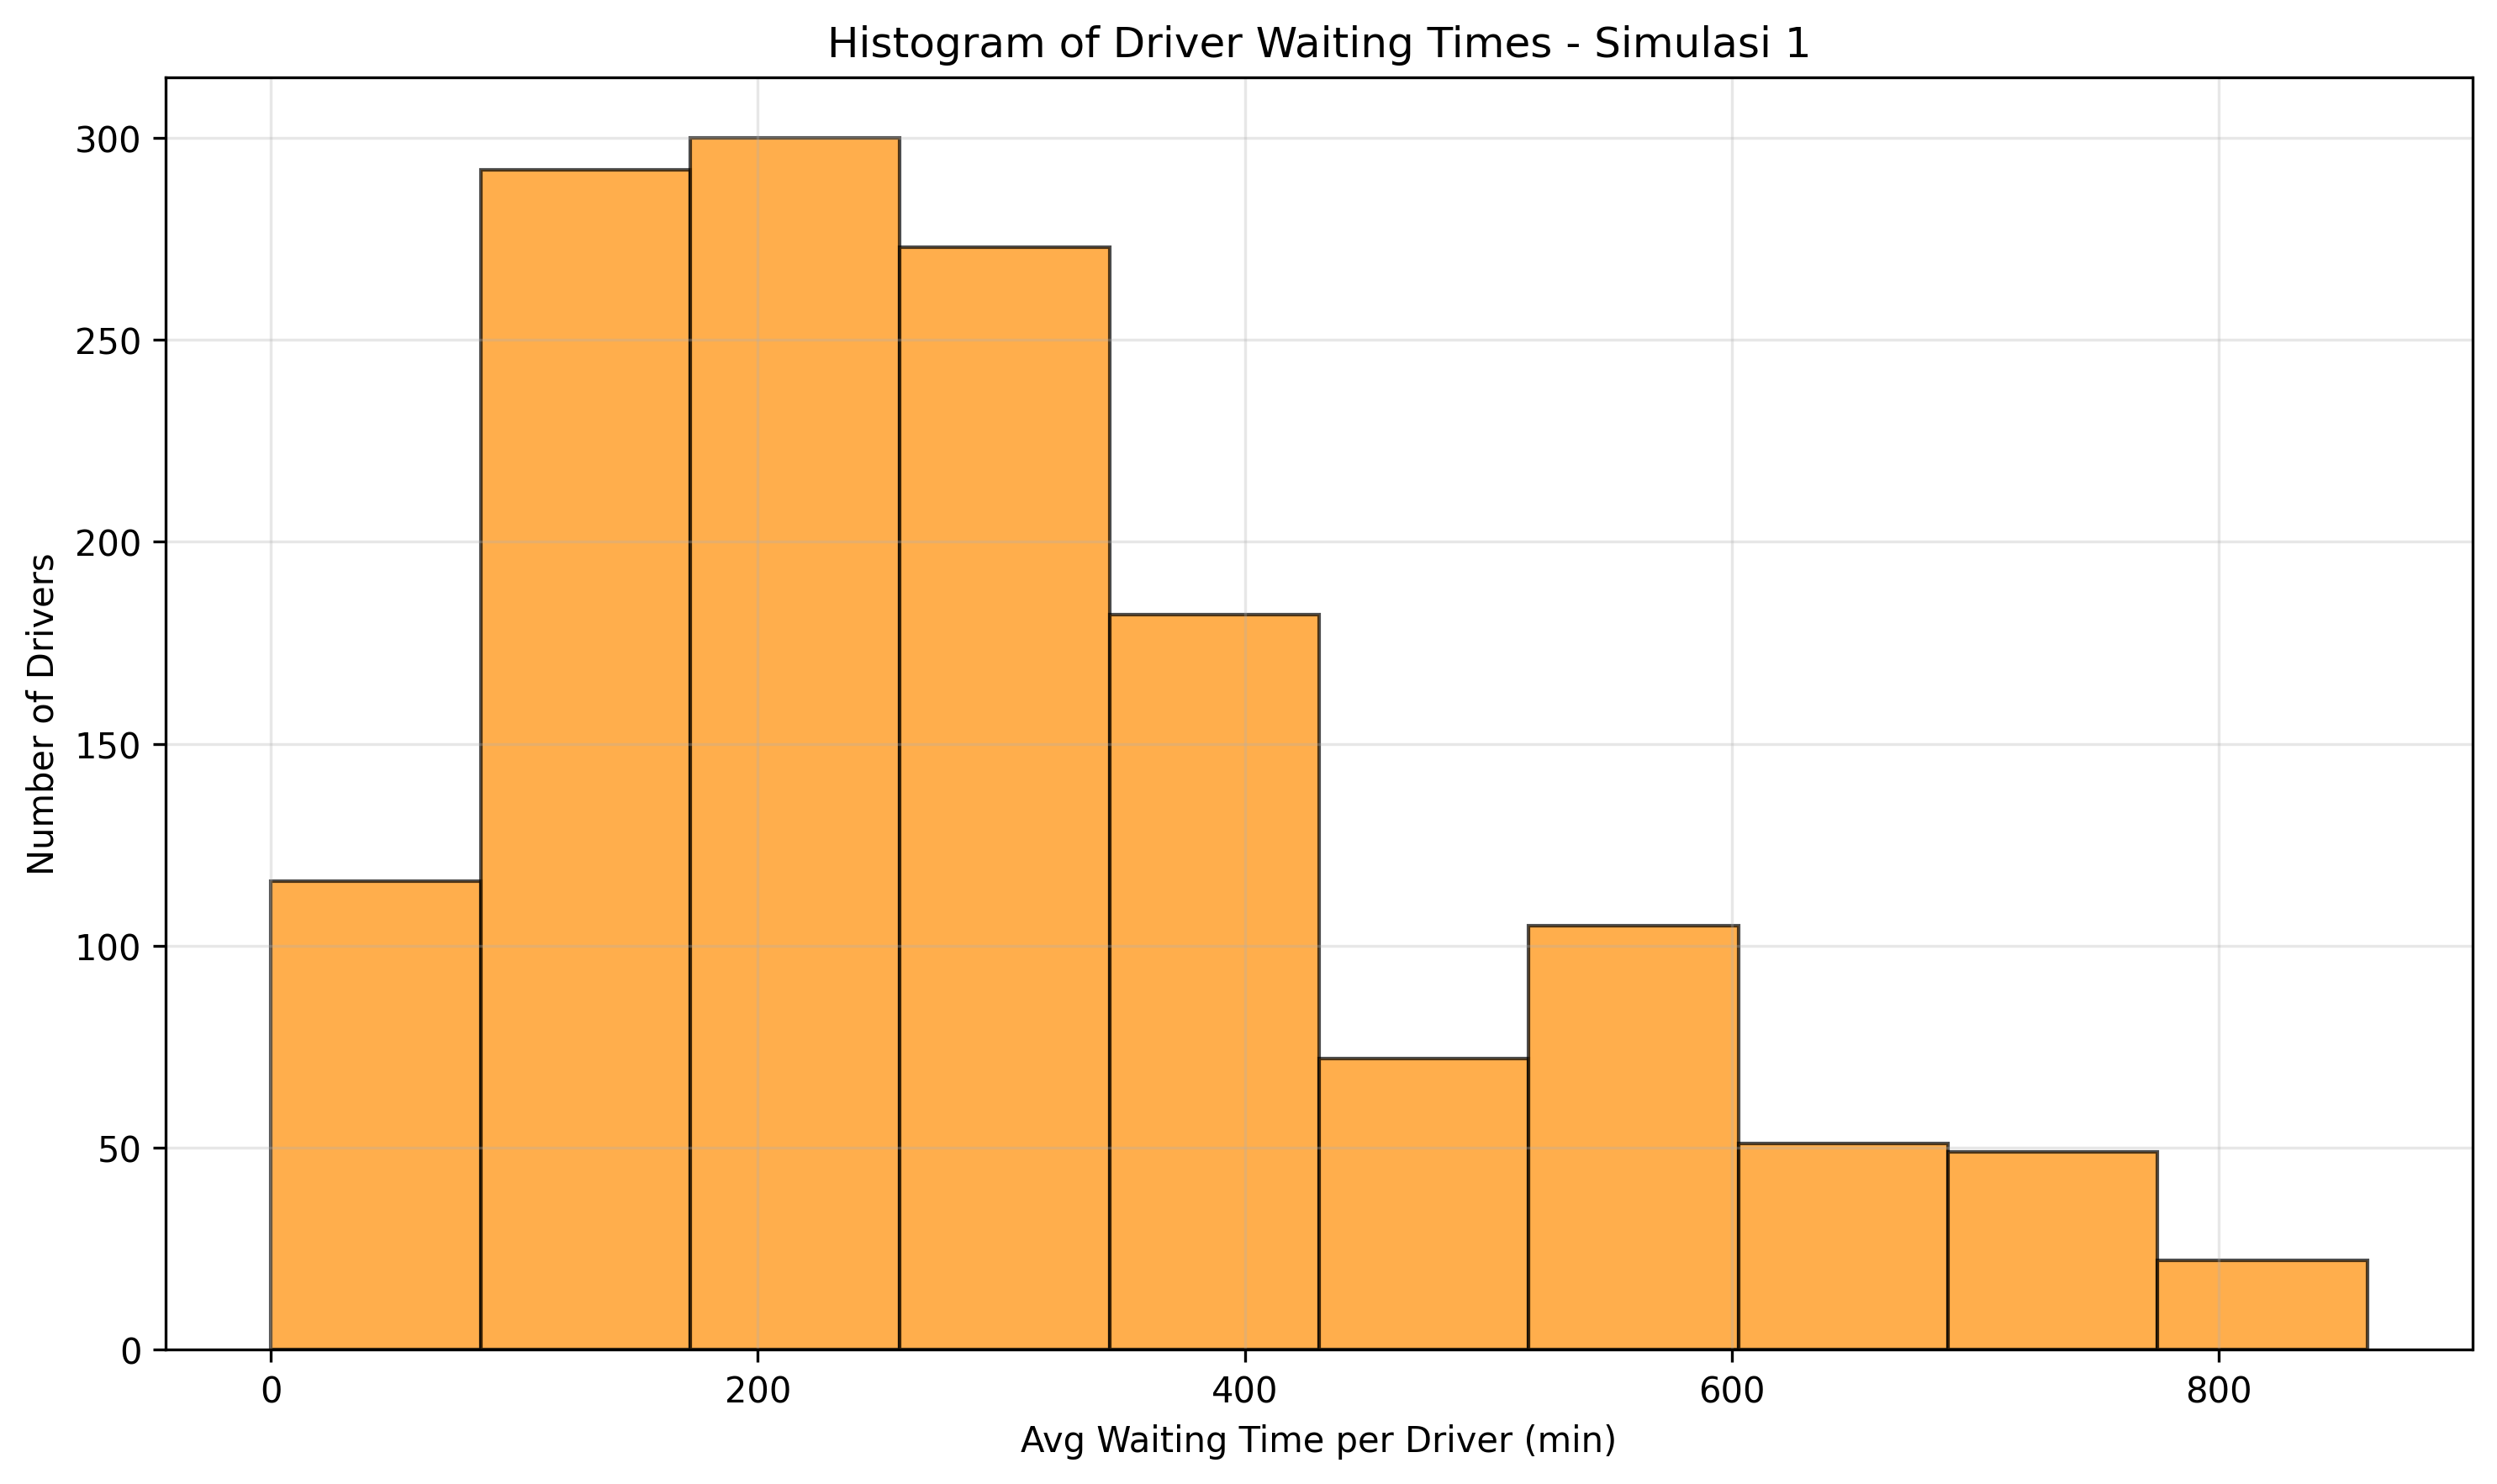 Histogram of Driver Waiting Times - Simulasi 1
Number of Drivers
300
250
200
150
100
50
0
0 200 400 600 800
Avg Waiting Time per Driver (min)